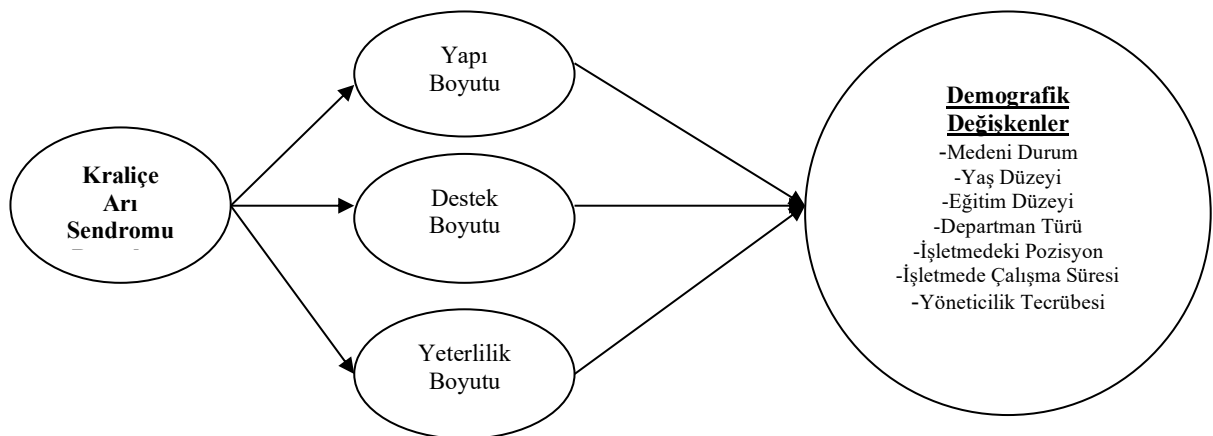 Kraliçe
Arı
Sendromu
Yapı
Boyutu
Destek
Boyutu
Yeterlilik
Boyutu
Demografik
Değişkenler
-Medeni Durum
-Yaş Düzeyi
-Eğitim Düzeyi
-Departman Türü
-İşletmedeki Pozisyon
-İşletmede Çalışma Süresi
-Yöneticilik Tecrübesi